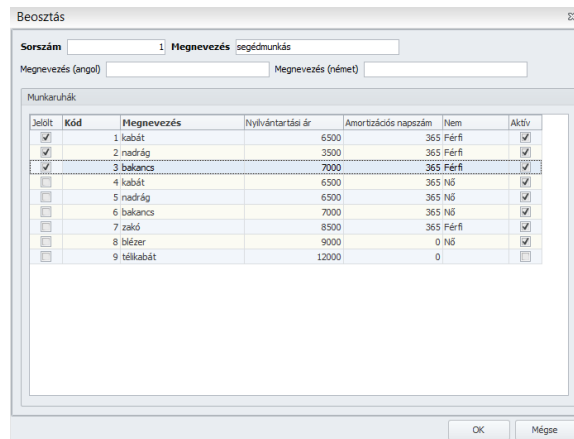 Beosztás
Sorszám 1 Megnevezés segédmunkás
Megnevezés (angol) Megnevezés (német)
Munkaruhák
Jelölt Kód Megnevezés Nyilvántartási ár Amortizációs napszám Nem Aktív
1 kabát 6500 365 Férfi
2 nadrág 3500 365 Férfi
3 bakancs 7000 365 Férfi
4 kabát 6500 365 Nő
5 nadrág 6500 365 Nő
6 bakancs 7000 365 Nő
7 zakó 8500 365 Férfi
8 blézer 9000 0 Nő
9 télikabát 12000 0
OK Mégse